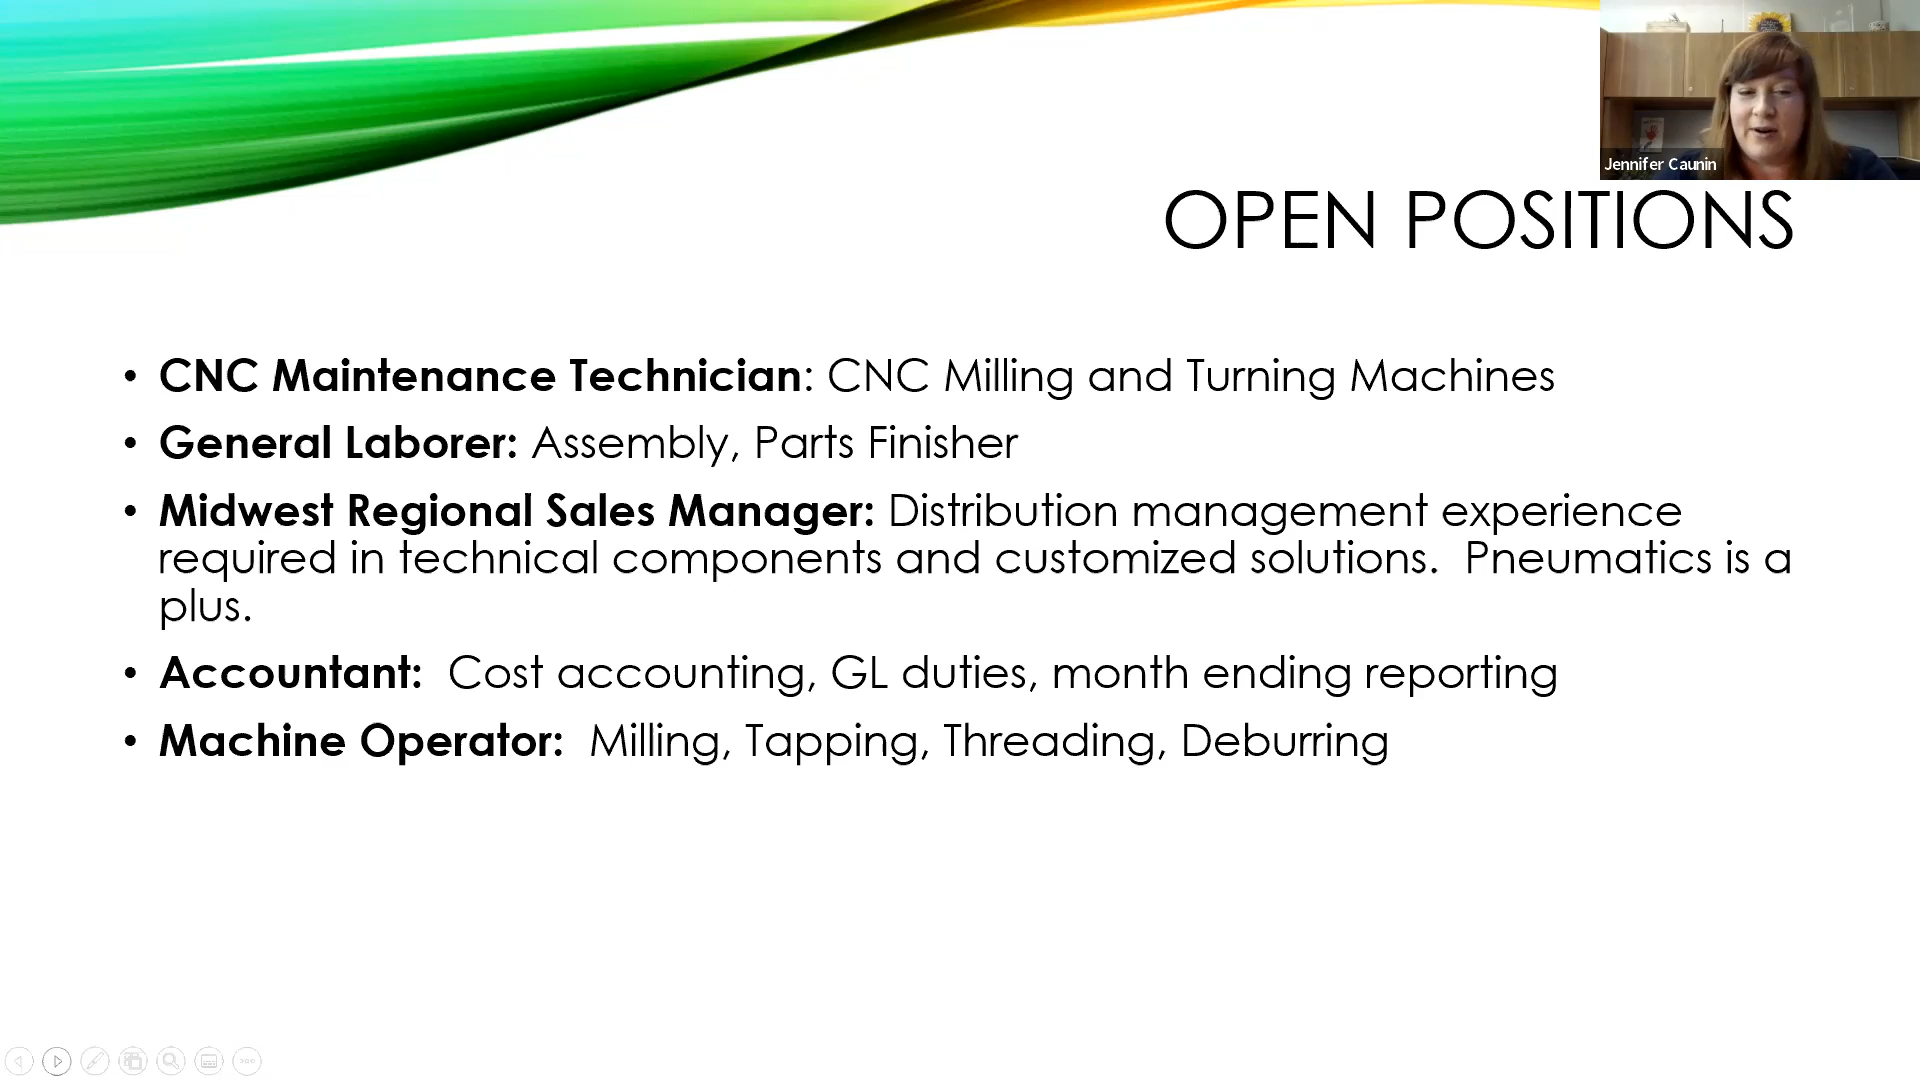 Jennifer Caunin
OPEN POSITIONS
• CNC Maintenance Technician: CNC Milling and Turning Machines
• General Laborer: Assembly, Parts Finisher
• Midwest Regional Sales Manager: Distribution management experience
required in technical components and customized solutions.  Pneumatics is a
plus.
• Accountant:  Cost accounting, GL duties, month ending reporting
• Machine Operator:  Milling, Tapping, Threading, Deburring